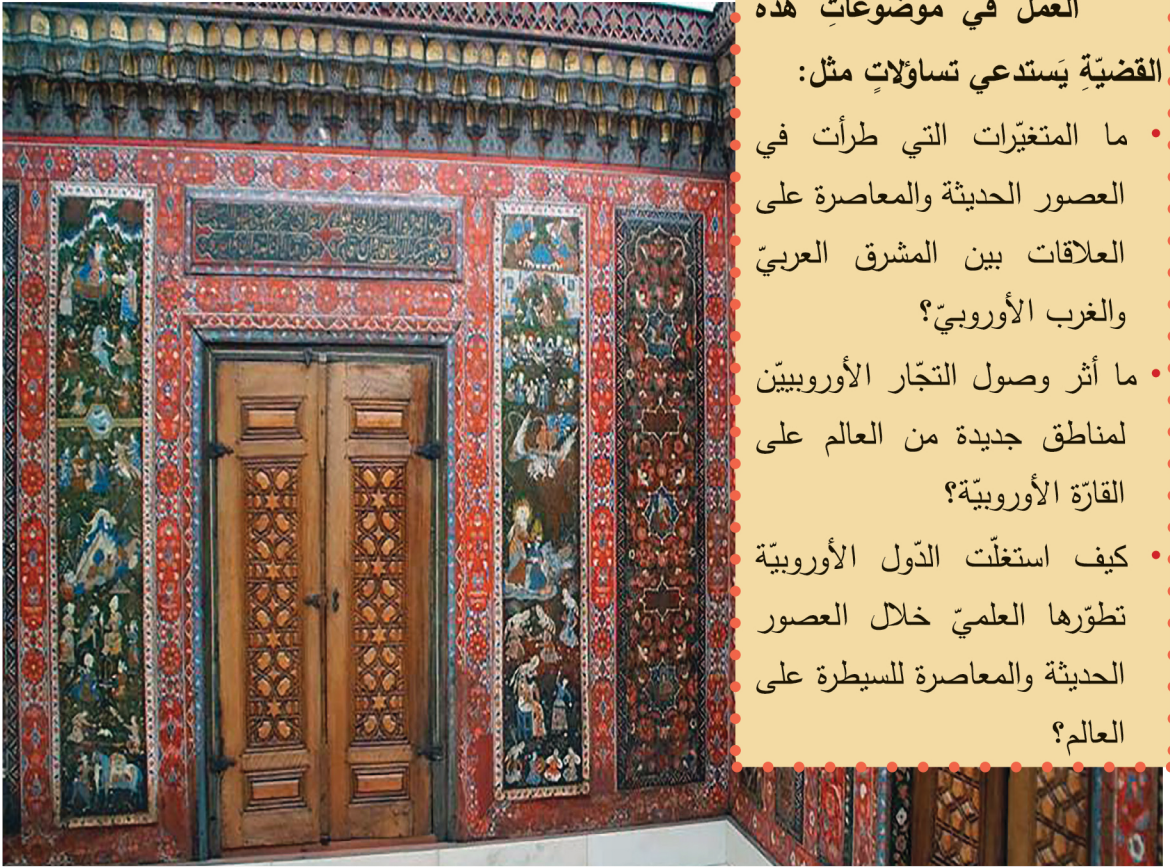 العمل في موضوعاتِ هذه
القضيّةِ يَستدعي تساؤلاتٍ مثل:
• ما المتغيّرات التي طرأت في
العصور الحديثة والمعاصرة على
العلاقات بين المشرق العربيّ
والغرب الأوروبيّ؟
• ما أثر وصول التجّار الأوروبييّن
لمناطق جديدة من العالم على
القارّة الأوروبيّة؟
• كيف استغلّت الدّول الأوروبيّة
تطوّرها العلميّ خلال العصور
الحديثة والمعاصرة للسيطرة على
العالم؟